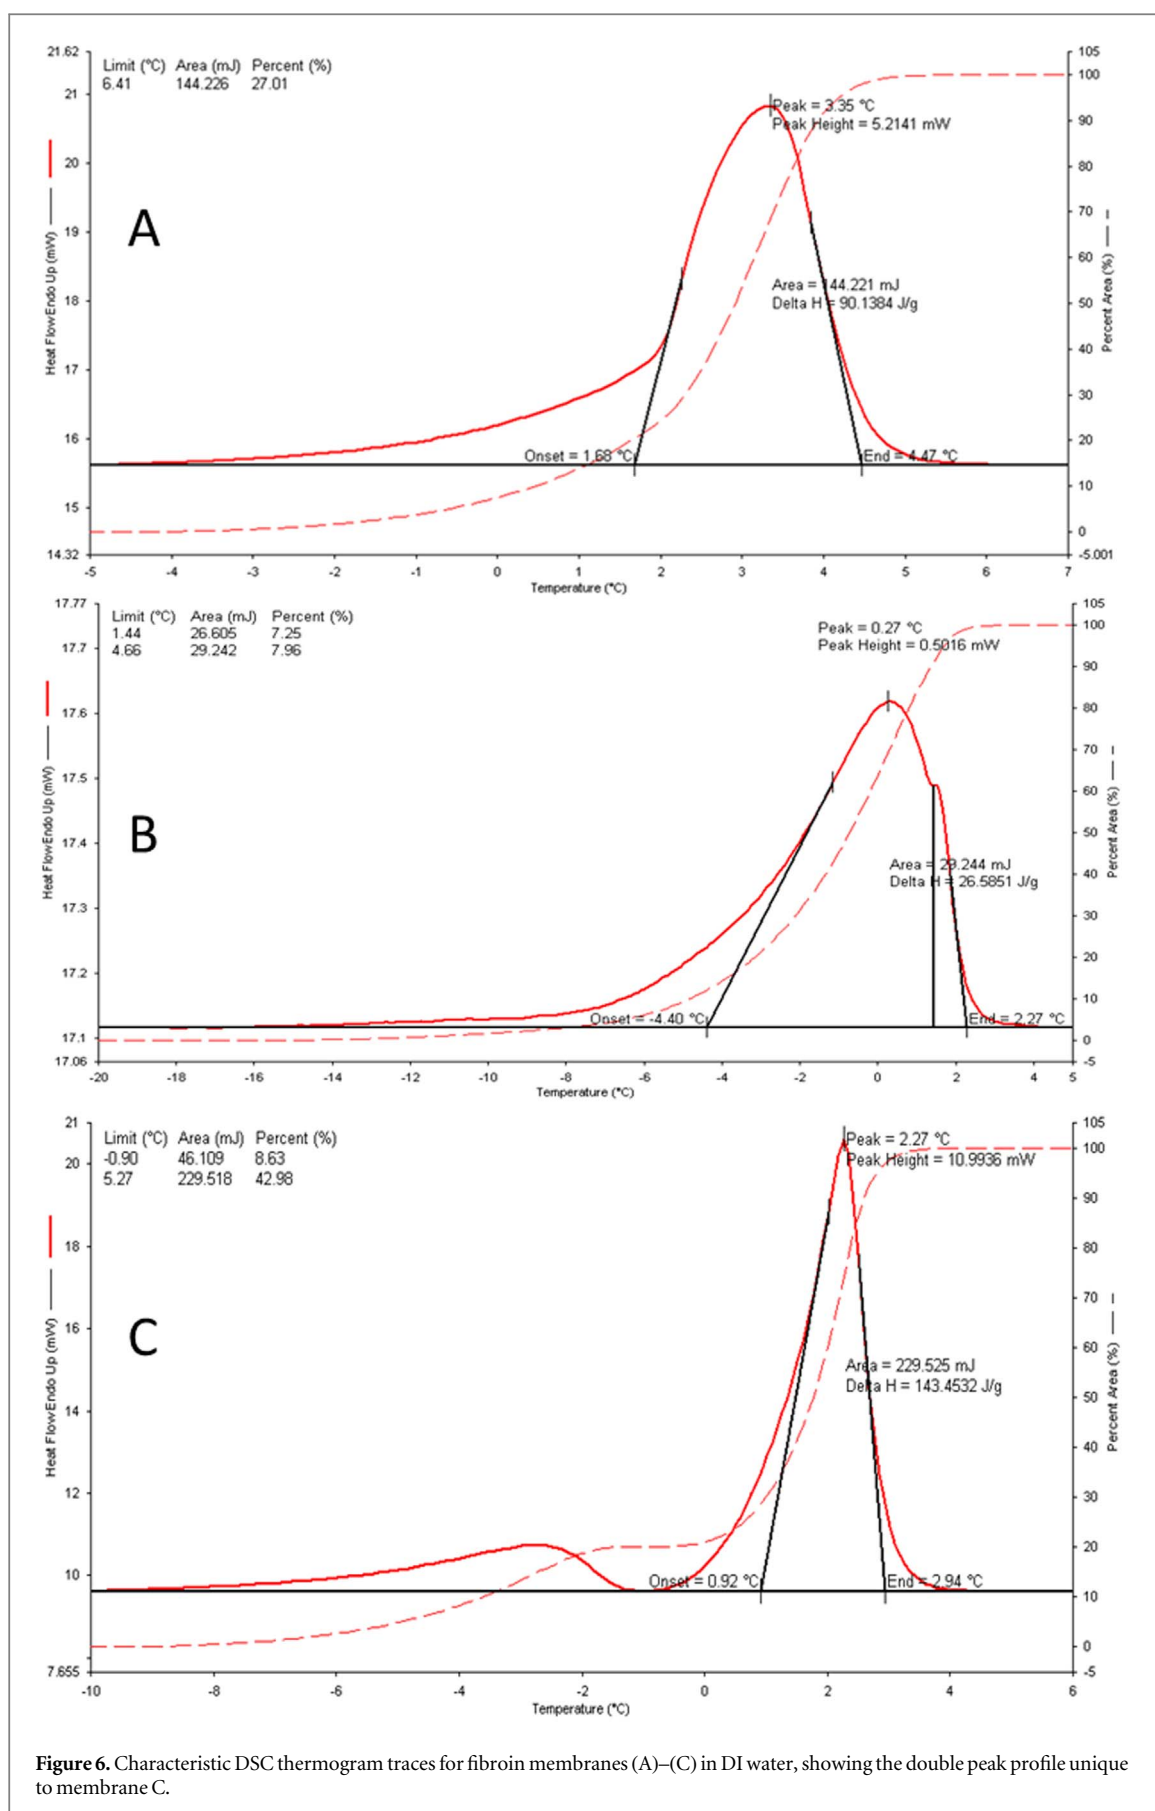 21.62
21
20
19
18
17
16
15
14.32
Heat Flow Endo Up (mW)
Limit (°C) Area (mJ) Percent (%)
6.41 144.226 27.01
A
Peak = 3.35 °C
Peak Height = 5.2141 mW
Area = 144.221 mJ
Delta H = 90.1384 J/g
Onset = 1.68 °C
End = 4.47 °C
105
100
90
80
70
60
50
40
30
20
10
0
-5.001
Percent Area (%)
-5 -4 -3 -2 -1 0 1 2 3 4 5 6 7
Temperature (°C)
17.77
17.7
17.6
17.5
17.4
17.3
17.2
17.1
17.06
Heat Flow Endo Up (mW)
Limit (°C) Area (mJ) Percent (%)
1.44 26.605 7.25
4.66 29.242 7.96
B
Peak = 0.27 °C
Peak Height = 0.5016 mW
Area = 29.244 mJ
Delta H = 26.5851 J/g
Onset = -4.40 °C
End = 2.27 °C
105
100
90
80
70
60
50
40
30
20
10
0
-5
Percent Area (%)
-20 -18 -16 -14 -12 -10 -8 -6 -4 -2 0 2 4 5
Temperature (°C)
21
20
18
16
14
12
10
7.655
Heat Flow Endo Up (mW)
Limit (°C) Area (mJ) Percent (%)
-0.90 46.109 8.63
5.27 229.518 42.98
C
Peak = 2.27 °C
Peak Height = 10.9936 mW
Area = 229.525 mJ
Delta H = 143.4532 J/g
Onset = 0.92 °C
End = 2.94 °C
105
100
90
80
70
60
50
40
30
20
10
0
-5
Percent Area (%)
-10 -8 -6 -4 -2 0 2 4 6
Temperature (°C)
Figure 6. Characteristic DSC thermogram traces for fibroin membranes (A)–(C) in DI water, showing the double peak profile unique
to membrane C.